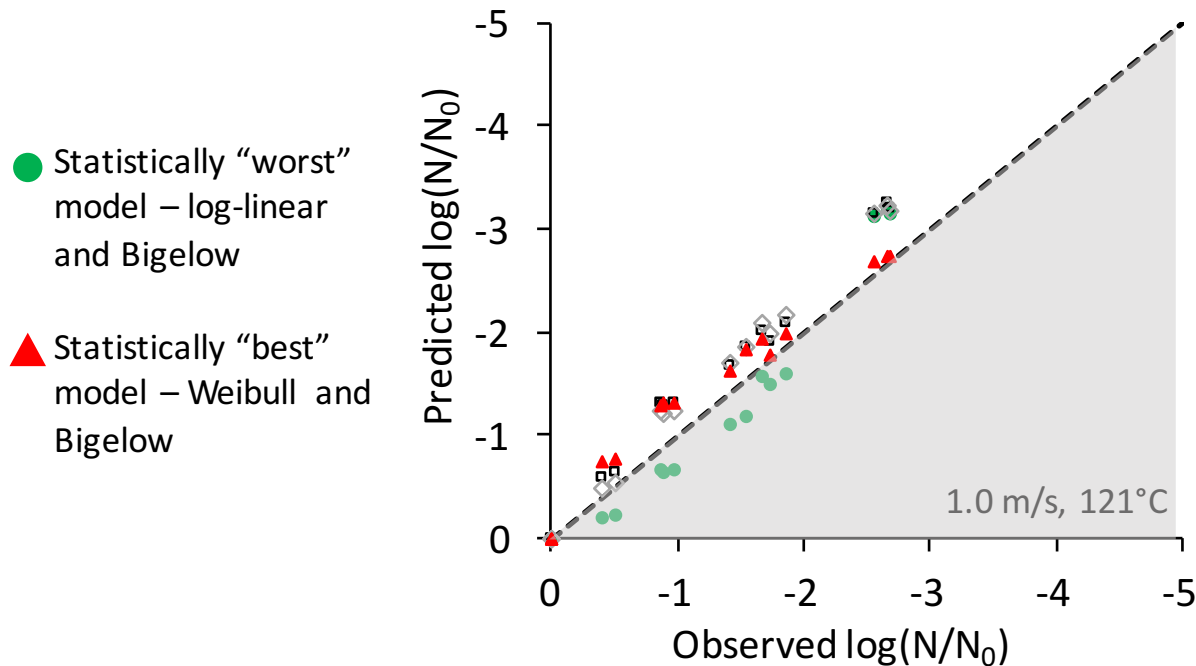 Statistically “worst”
model – log-linear
and Bigelow
Statistically “best”
model – Weibull and
Bigelow
Predicted log(N/N₀)
-5
-4
-3
-2
-1
0
1.0 m/s, 121°C
0 -1 -2 -3 -4 -5
Observed log(N/N₀)